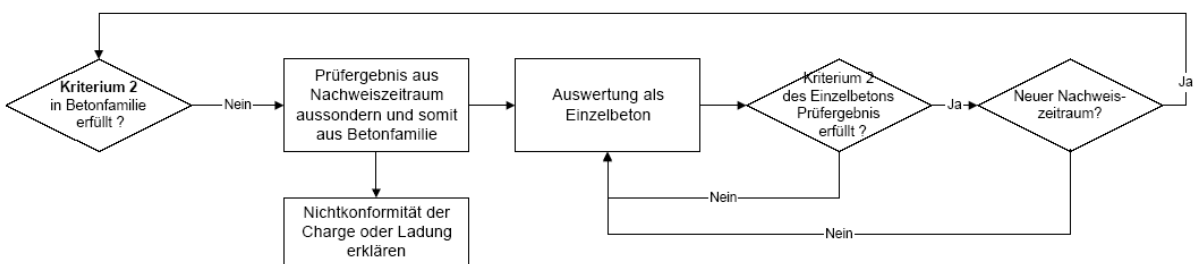 Kriterium 2
in Betonfamilie
erfüllt ?
Nein
Prüfergebnis aus
Nachweiszeitraum
aussondern und somit
aus Betonfamilie
Nichtkonformität der
Charge oder Ladung
erklären
Auswertung als
Einzelbeton
Kriterium 2
des Einzelbetons
Prüfergebnis
erfüllt ?
Nein
Ja
Neuer Nachweis-
zeitraum?
Nein
Ja